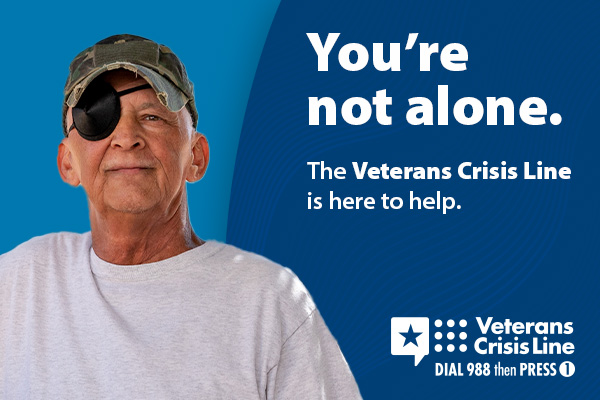 You’re
not alone.
The Veterans Crisis Line
is here to help.
Veterans
Crisis Line
DIAL 988 then PRESS 1